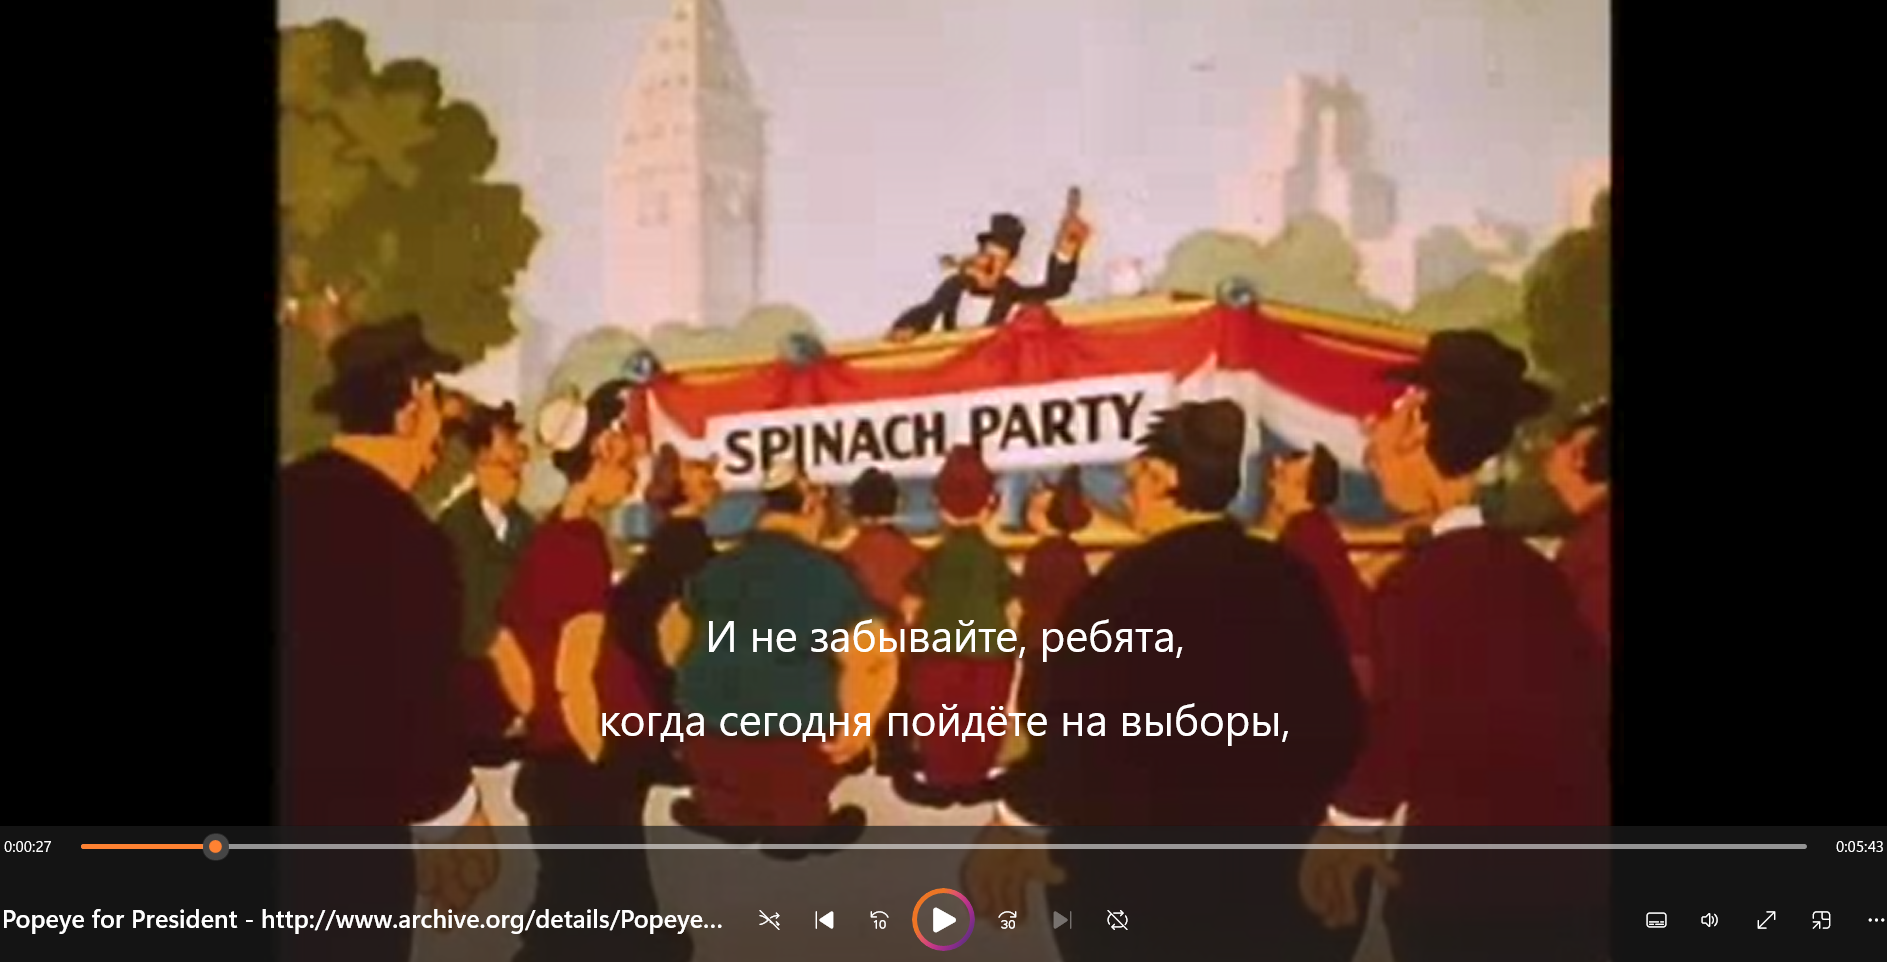 SPINACH PARTY
И не забывайте, ребята,
когда сегодня пойдёте на выборы,
0:00:27
0:05:43
Popeye for President - http://www.archive.org/details/Popeye...
10
30